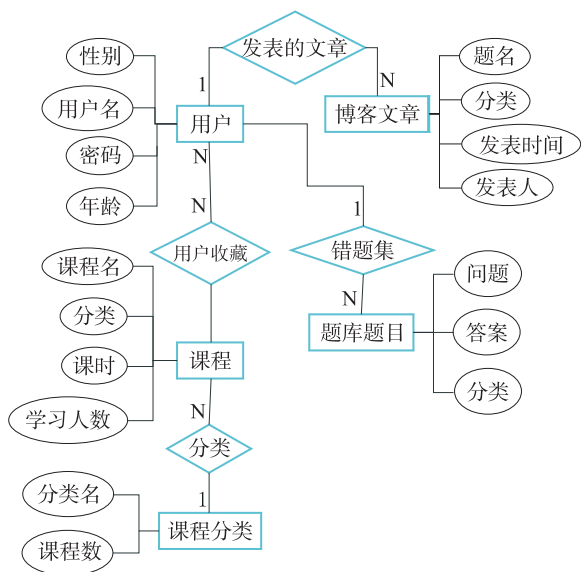 发表的文章
性别
题名
1
N
分类
用户名
用户
博客文章
发表时间
密码
N
发表人
年龄
N
1
用户收藏
错题集
课程名
问题
N
分类
题库题目
答案
课时
课程
分类
学习人数
N
分类
分类名
1
课程分类
课程数